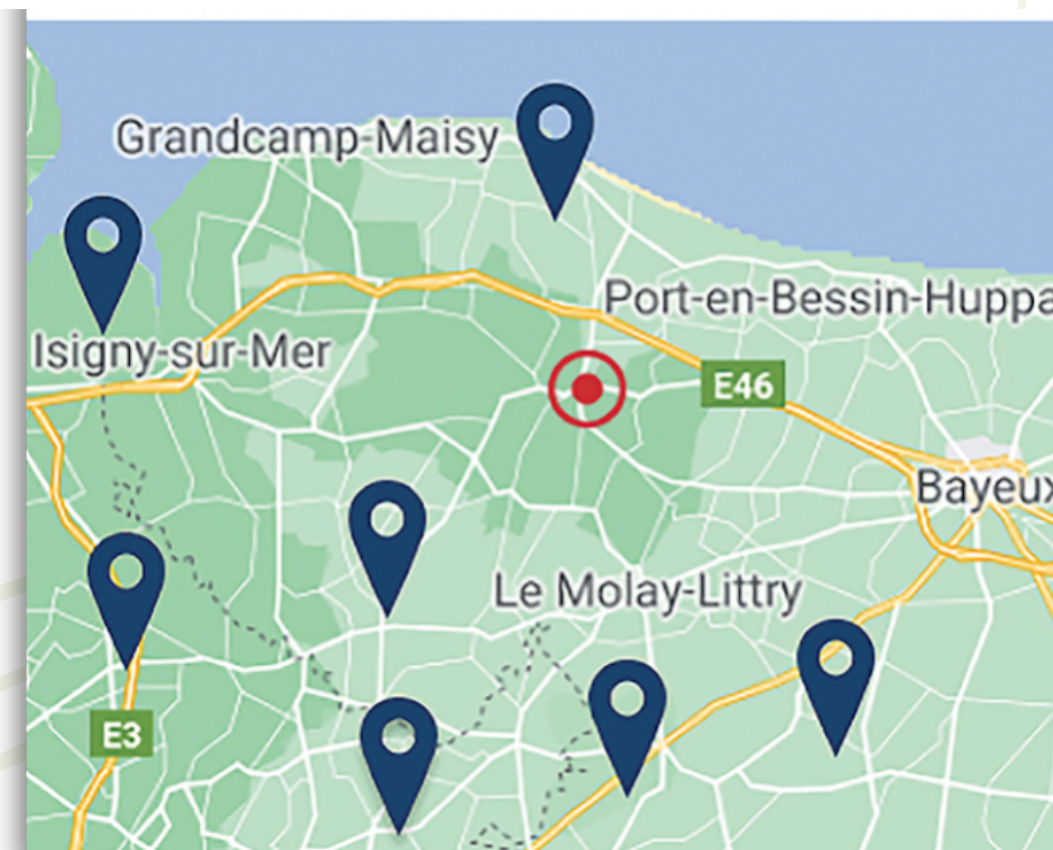 Grandcamp-Maisy
Port-en-Bessin-Huppa
Isigny-sur-Mer
E46
Bayeux
Le Molay-Littry
E3